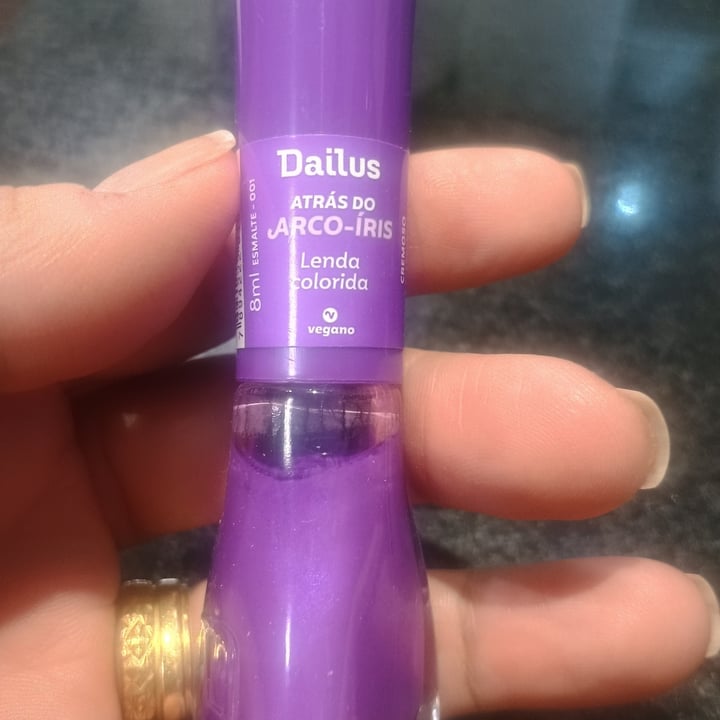 Dailus
ATRÁS DO
ARCO-ÍRIS
Lenda
colorida
vegano
8ml ESMALTE - 001
CREMOSO